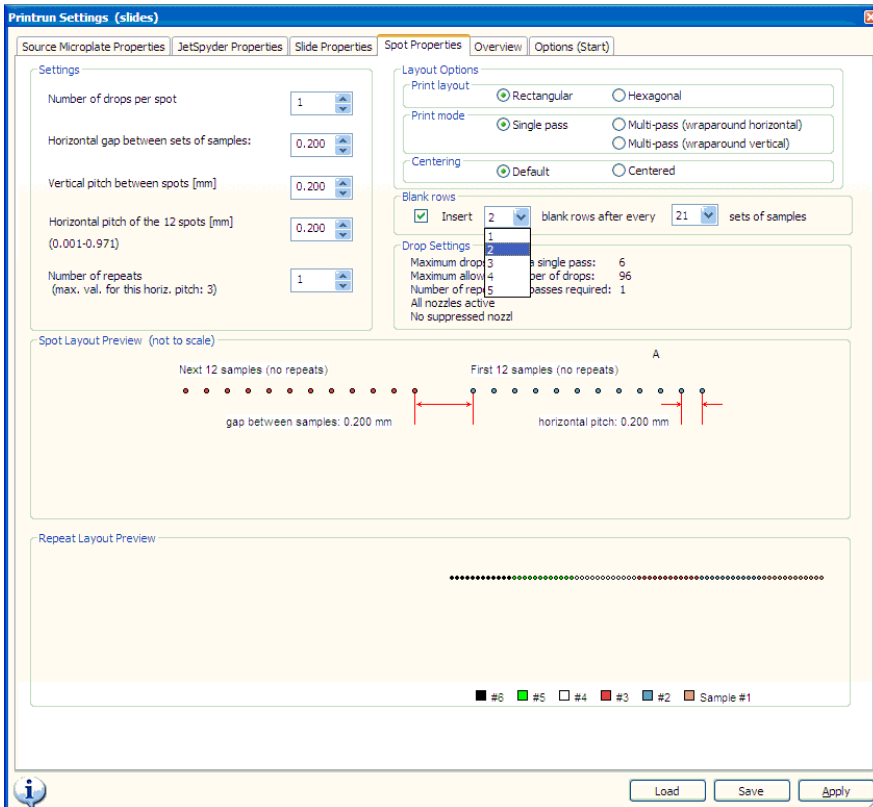 Printrun Settings (slides)
Source Microplate Properties
JetSpyder Properties
Slide Properties
Spot Properties
Overview
Options (Start)
Settings
Number of drops per spot
1
Horizontal gap between sets of samples:
0.200
Vertical pitch between spots [mm]
0.200
Horizontal pitch of the 12 spots [mm]
0.200
(0.001-0.971)
Number of repeats
1
(max. val. for this horiz. pitch: 3)
Layout Options
Print layout
Rectangular
Hexagonal
Print mode
Single pass
Multi-pass (wraparound horizontal)
Multi-pass (wraparound vertical)
Centering
Default
Centered
Blank rows
Insert 2 blank rows after every 21 sets of samples
1
2
3
4
5
Drop Settings
Maximum drops a single pass: 6
Maximum allow er of drops: 96
Number of rep passes required: 1
All nozzles active
No suppressed nozzl
Spot Layout Preview (not to scale)
A
Next 12 samples (no repeats)
First 12 samples (no repeats)
gap between samples: 0.200 mm
horizontal pitch: 0.200 mm
Repeat Layout Preview
#6 #5 #4 #3 #2 Sample #1
i
Load
Save
Apply